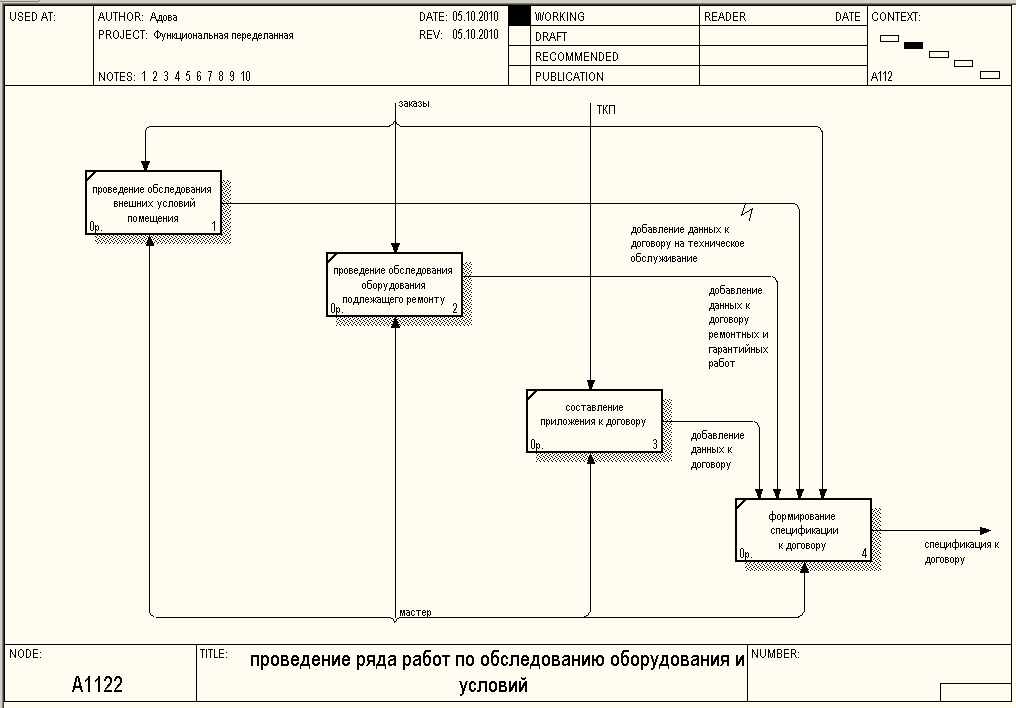 USED AT:
AUTHOR: Адова
DATE: 05.10.2010
WORKING
READER
DATE
CONTEXT:
PROJECT: Функциональная переделанная
REV: 05.10.2010
DRAFT
RECOMMENDED
NOTES: 1 2 3 4 5 6 7 8 9 10
PUBLICATION
A112
заказы
ТКП
проведение обследования
внешних условий
помещения
0р.
1
добавление данных к
договору на техническое
обслуживание
проведение обследования
оборудования
подлежащего ремонту
0р.
2
добавление
данных к
договору
ремонтных и
гарантийных
работ
составление
приложения к договору
0р.
3
добавление
данных к
договору
формирование
спецификации
к договору
0р.
4
спецификация к
договору
мастер
NODE:
A1122
TITLE:
проведение ряда работ по обследованию оборудования и
условий
NUMBER: